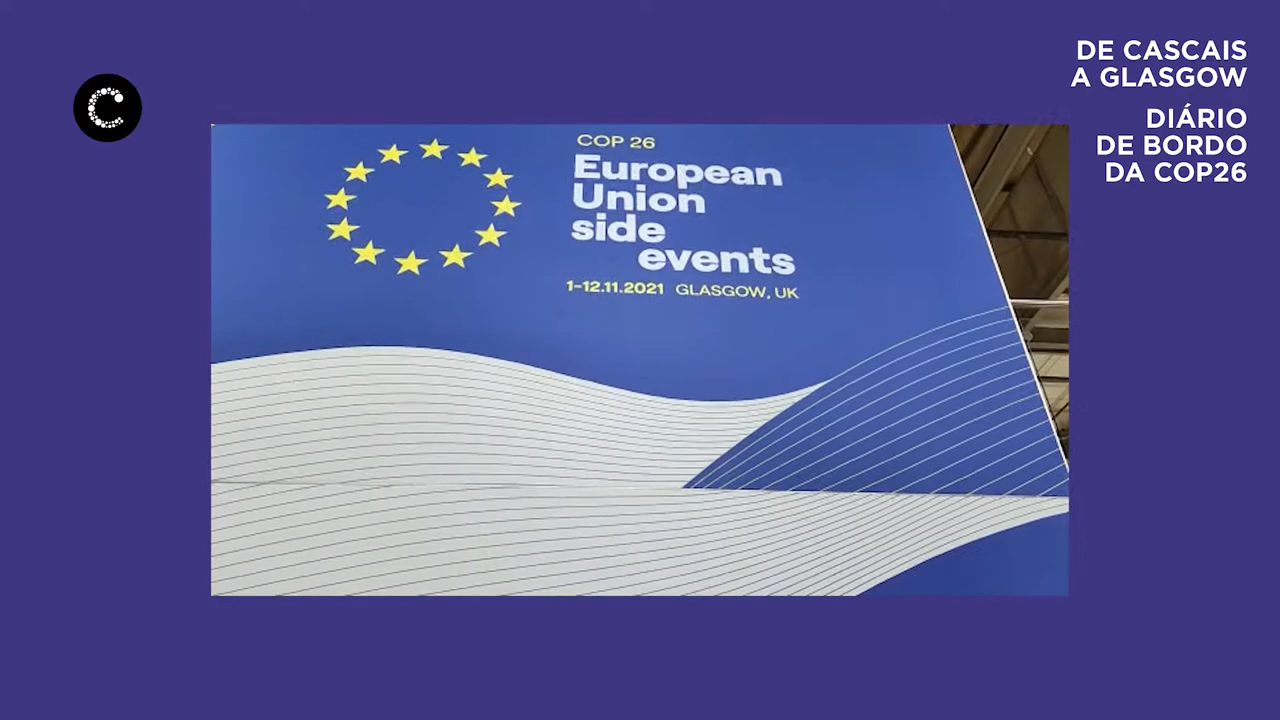 DE CASCAIS
A GLASGOW
DIÁRIO
DE BORDO
DA COP26
C
COP 26
European
Union
side
events
1-12.11.2021 GLASGOW, UK